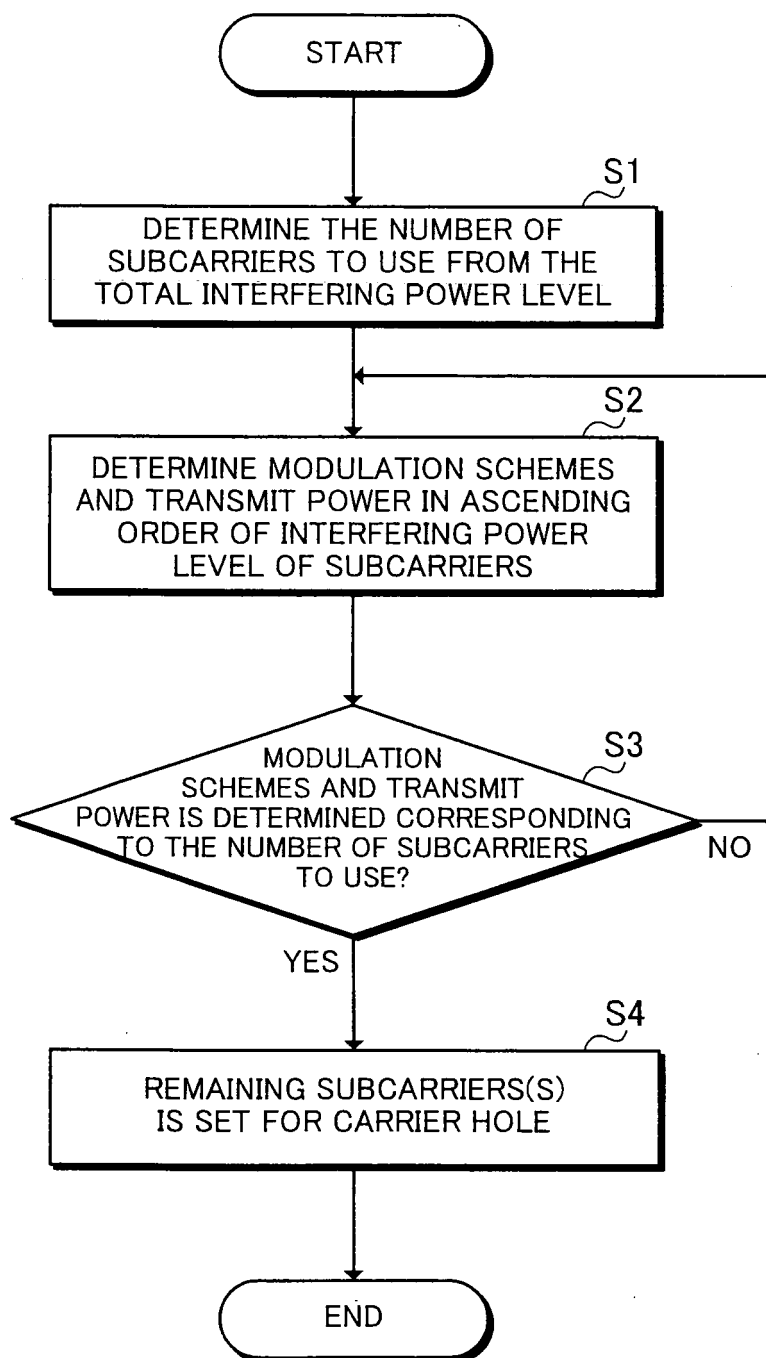 START
S1
DETERMINE THE NUMBER OF
SUBCARRIERS TO USE FROM THE
TOTAL INTERFERING POWER LEVEL
S2
DETERMINE MODULATION SCHEMES
AND TRANSMIT POWER IN ASCENDING
ORDER OF INTERFERING POWER
LEVEL OF SUBCARRIERS
S3
MODULATION
SCHEMES AND TRANSMIT
POWER IS DETERMINED CORRESPONDING
TO THE NUMBER OF SUBCARRIERS
TO USE?
NO
YES
S4
REMAINING SUBCARRIERS(S)
IS SET FOR CARRIER HOLE
END